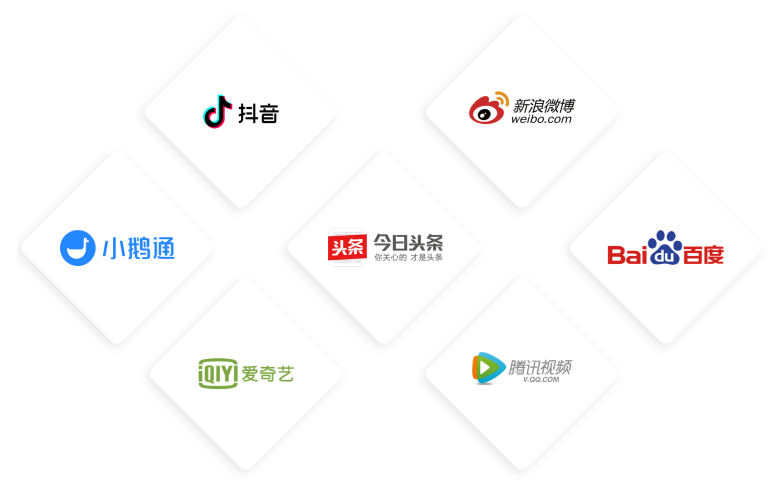 抖音
新浪微博
weibo.com
小鹅通
头条
今日头条
你关心的 才是头条
Bai du 百度
iQIYI 爱奇艺
腾讯视频
V.QQ.COM